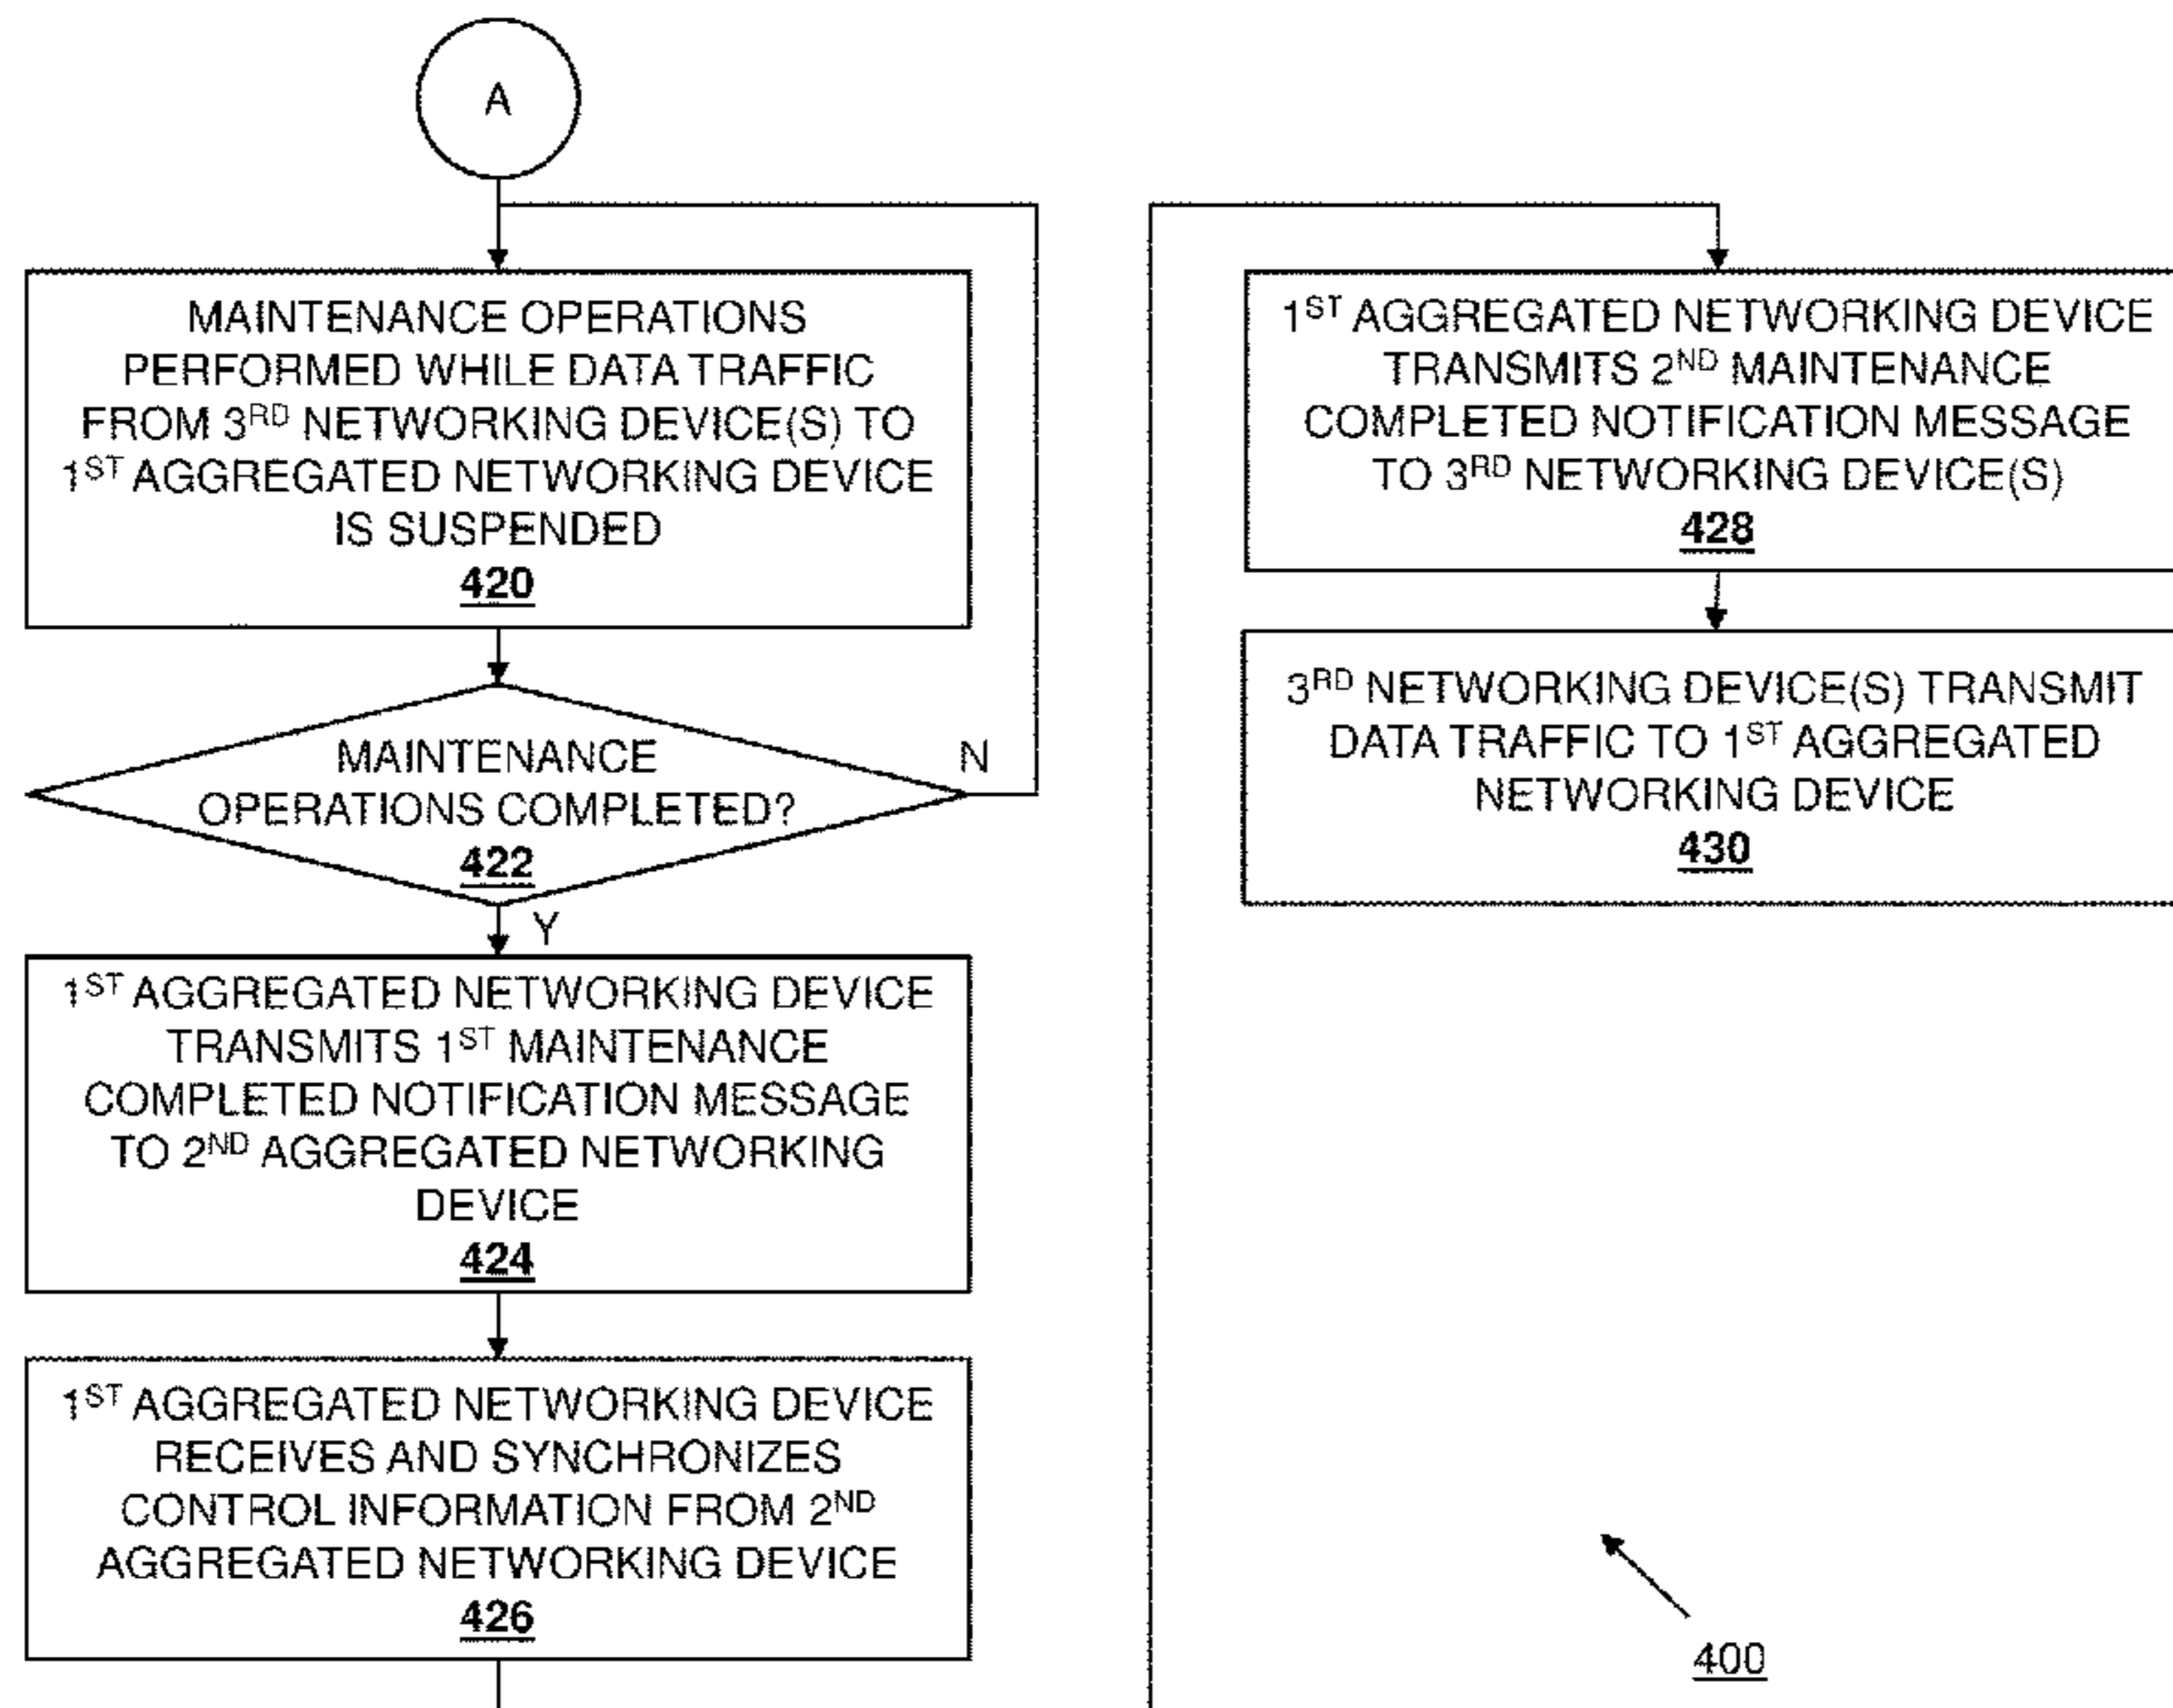 A
MAINTENANCE OPERATIONS
PERFORMED WHILE DATA TRAFFIC
FROM 3RD NETWORKING DEVICE(S) TO
1ST AGGREGATED NETWORKING DEVICE
IS SUSPENDED
420
MAINTENANCE
OPERATIONS COMPLETED?
422
N
Y
1ST AGGREGATED NETWORKING DEVICE
TRANSMITS 1ST MAINTENANCE
COMPLETED NOTIFICATION MESSAGE
TO 2ND AGGREGATED NETWORKING
DEVICE
424
1ST AGGREGATED NETWORKING DEVICE
RECEIVES AND SYNCHRONIZES
CONTROL INFORMATION FROM 2ND
AGGREGATED NETWORKING DEVICE
426
1ST AGGREGATED NETWORKING DEVICE
TRANSMITS 2ND MAINTENANCE
COMPLETED NOTIFICATION MESSAGE
TO 3RD NETWORKING DEVICE(S)
428
3RD NETWORKING DEVICE(S) TRANSMIT
DATA TRAFFIC TO 1ST AGGREGATED
NETWORKING DEVICE
430
400